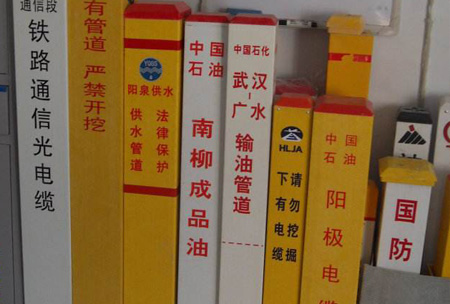 通信段
铁路通信光电缆
有管道
严禁开挖
阳泉供水
供水管道
法律保护
中国
石油
南柳成品油
中国石化
武汉
-
广水
输油管道
HLJA
请勿挖掘
下有电缆
中国
石油
阳极电缆
国防